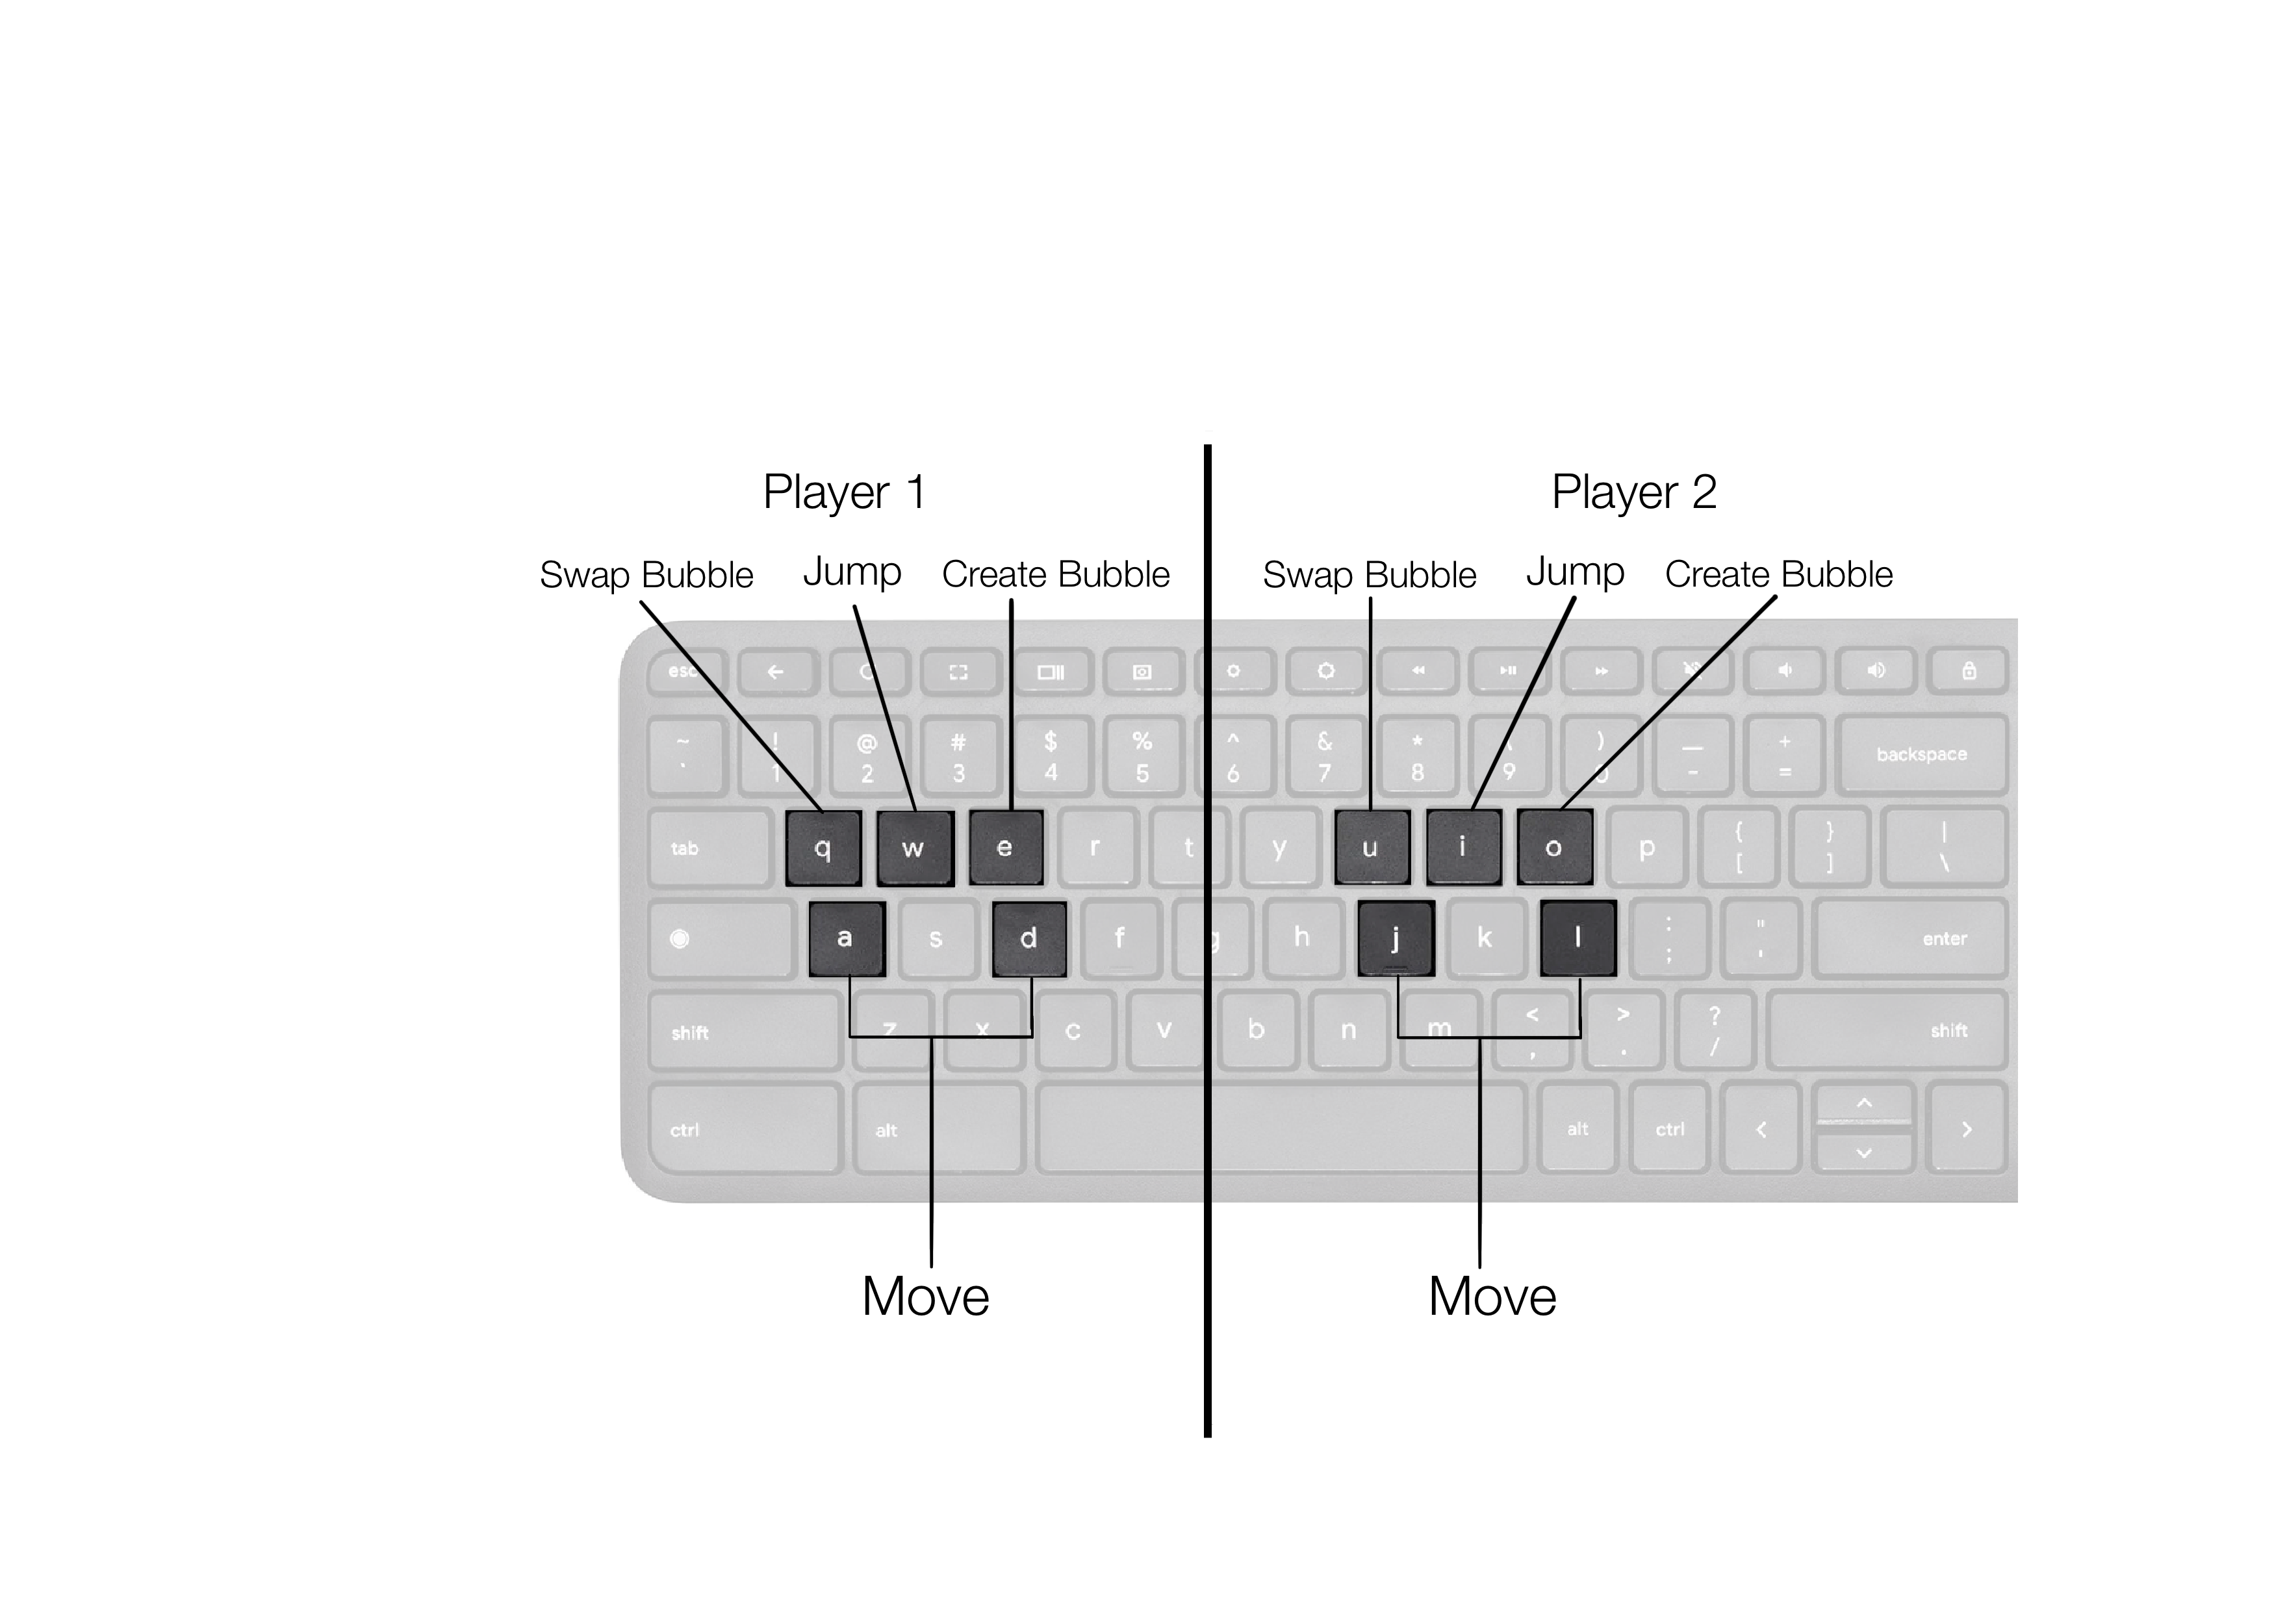 Player 1
Player 2
Swap Bubble Jump Create Bubble
Swap Bubble Jump Create Bubble
esc
~ ! @ # $ % ^ & * ) — +
` 1 2 3 4 5 6 7 8 9 0 - = backspace
tab q w e r t y u i o p { } |
[ ] \
a s d f g h j k l : " enter
; '
shift z x c v b n m < > ? shift
, . /
ctrl alt alt ctrl
Move
Move